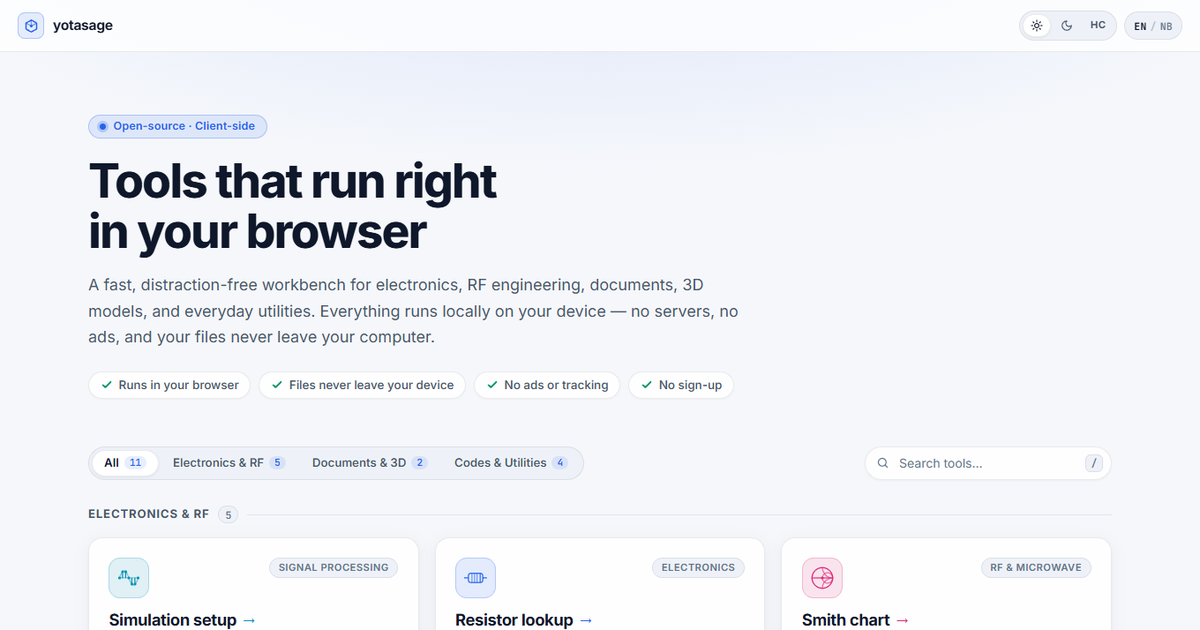 yotasage
HC
EN / NB
Open-source · Client-side
Tools that run right
in your browser
A fast, distraction-free workbench for electronics, RF engineering, documents, 3D
models, and everyday utilities. Everything runs locally on your device — no servers, no
ads, and your files never leave your computer.
Runs in your browser
Files never leave your device
No ads or tracking
No sign-up
All 11
Electronics & RF 5
Documents & 3D 2
Codes & Utilities 4
Search tools...
/
ELECTRONICS & RF 5
SIGNAL PROCESSING
Simulation setup →
ELECTRONICS
Resistor lookup →
RF & MICROWAVE
Smith chart →